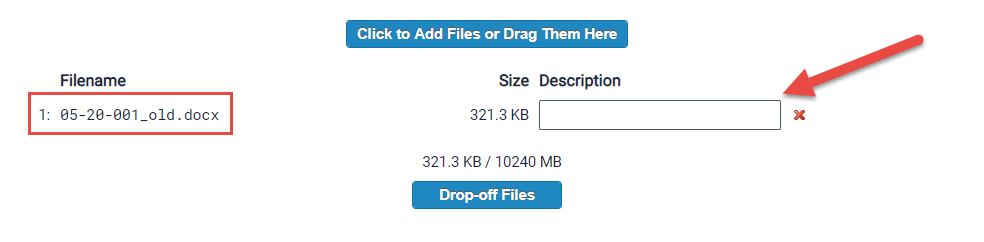 Click to Add Files or Drag Them Here
Filename Size Description
1: 05-20-001_old.docx 321.3 KB
321.3 KB / 10240 MB
Drop-off Files